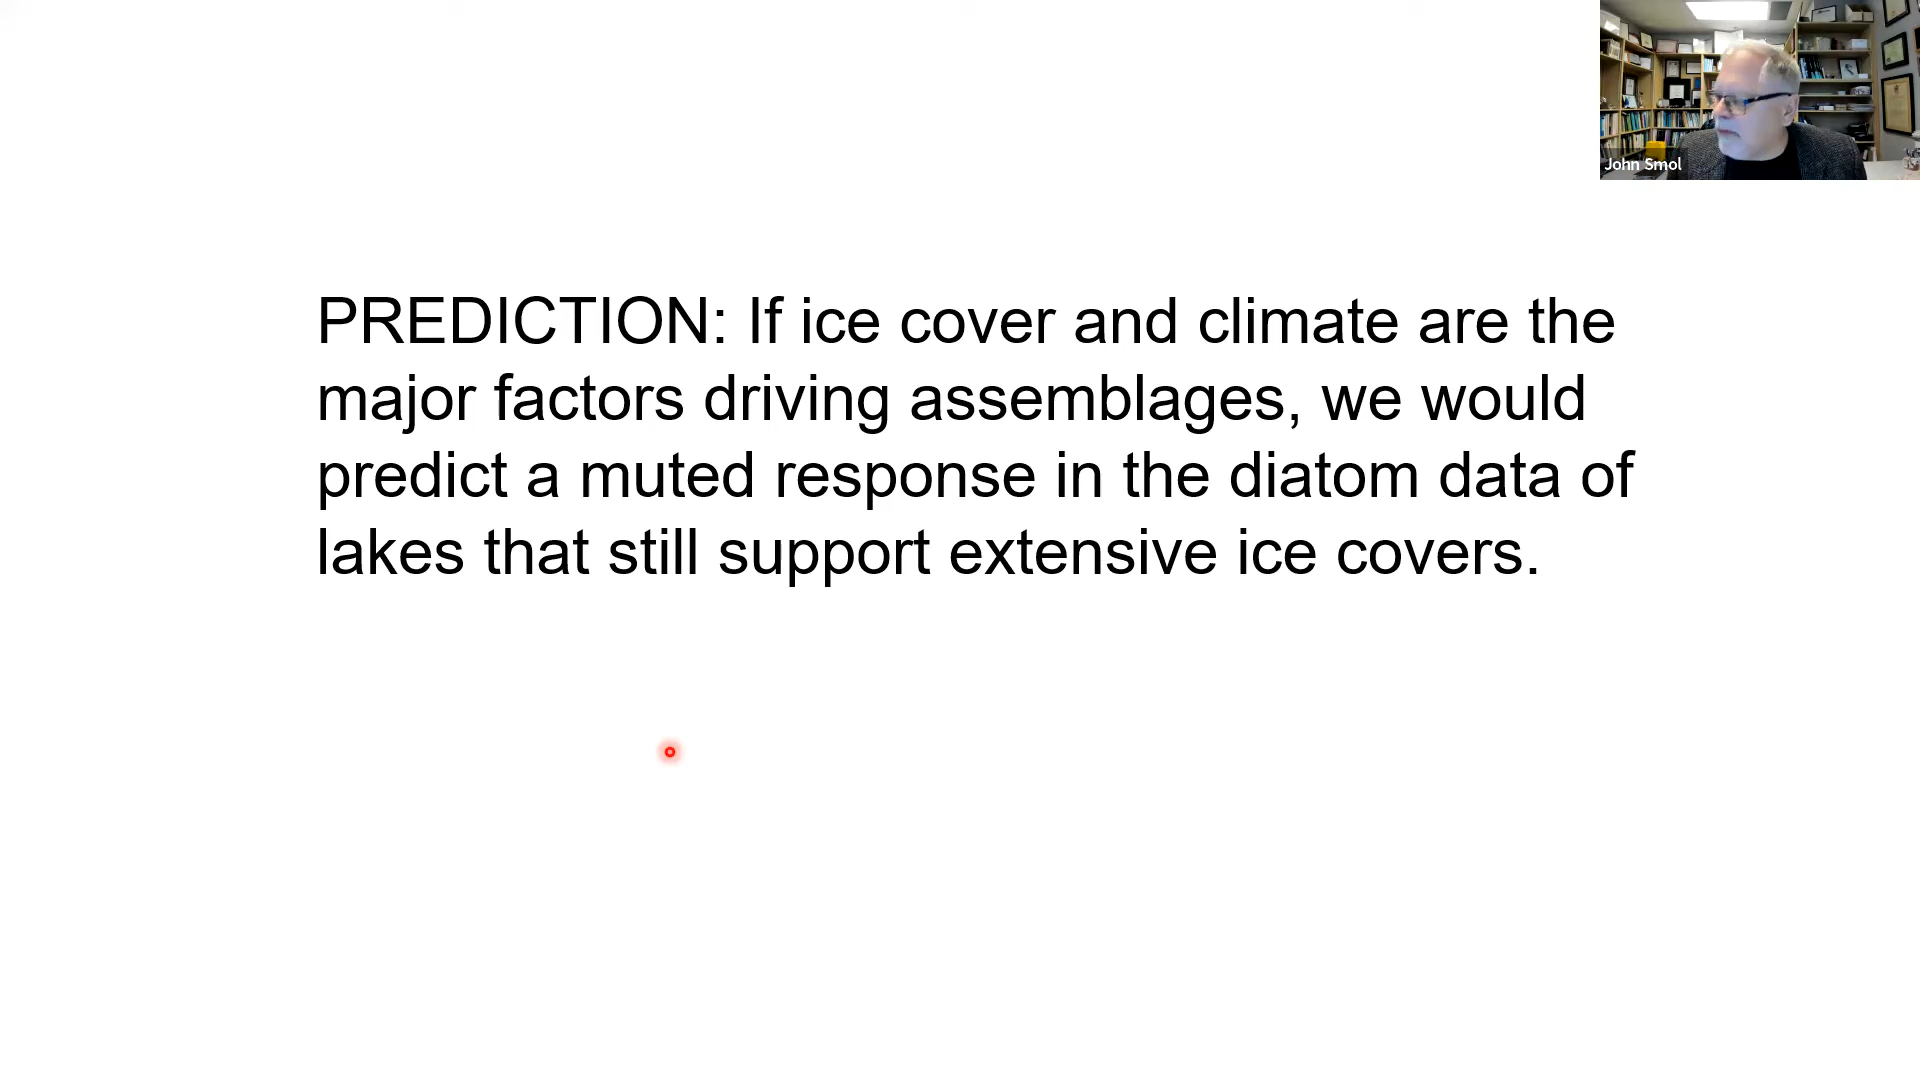 John Smol
PREDICTION: If ice cover and climate are the
major factors driving assemblages, we would
predict a muted response in the diatom data of
lakes that still support extensive ice covers.